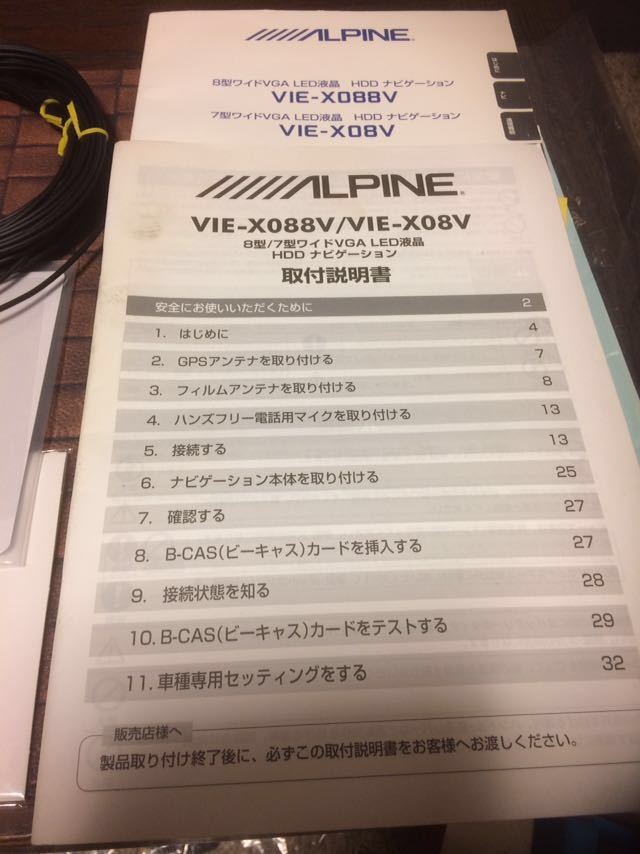 ALPINE
8型ワイドVGA LED液晶 HDD ナビゲーション
VIE-X088V
7型ワイドVGA LED液晶 HDD ナビゲーション
VIE-X08V
ALPINE
VIE-X088V/VIE-X08V
8型/7型ワイドVGA LED液晶
HDD ナビゲーション
取付説明書
安全にお使いいただくために 2
1. はじめに 4
2. GPSアンテナを取り付ける 7
3. フィルムアンテナを取り付ける 8
4. ハンズフリー電話用マイクを取り付ける 13
5. 接続する 13
6. ナビゲーション本体を取り付ける 25
7. 確認する 27
8. B-CAS(ビーキャス)カードを挿入する 27
9. 接続状態を知る 28
10. B-CAS(ビーキャス)カードをテストする 29
11. 車種専用セッティングをする 32
販売店様へ
製品取り付け終了後に、必ずこの取付説明書をお客様へお渡しください。